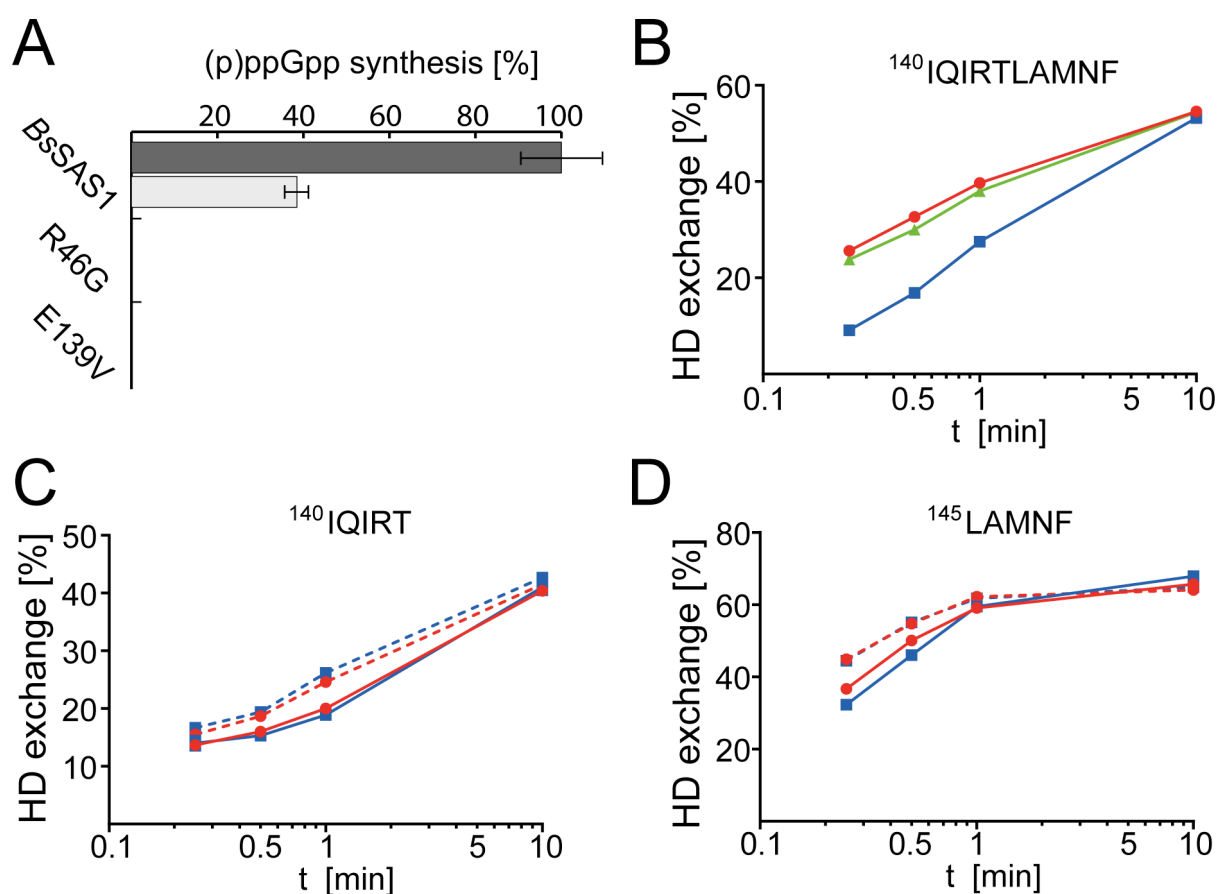 A
(p)ppGpp synthesis [%]
20 40 60 80 100
BsSAS1
R46G
E139V
B
¹⁴⁰IQIRTLAMNF
HD exchange [%]
60
40
20
0.1 0.5 1 5 10
t [min]
C
¹⁴⁰IQIRT
HD exchange [%]
50
40
30
20
10
0.1 0.5 1 5 10
t [min]
D
¹⁴⁵LAMNF
HD exchange [%]
80
60
40
20
0.1 0.5 1 5 10
t [min]